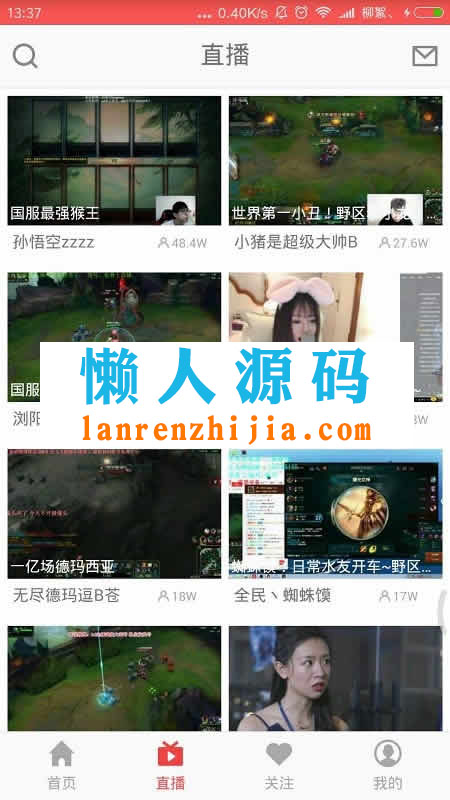 13:37
... 0.40K/s 柳絮、
直播
国服最强猴王
世界第一小丑！野区
孙悟空zzzz 48.4W
小猪是超级大帅B 27.6W
国服
浏阳
懒人源码
lanrenzhijia.com
一亿场德玛西亚
蜘蛛馍！日常水友开车~野区...
无尽德玛逗B苍 18W
全民丶蜘蛛馍 17W
首页 直播 关注 我的